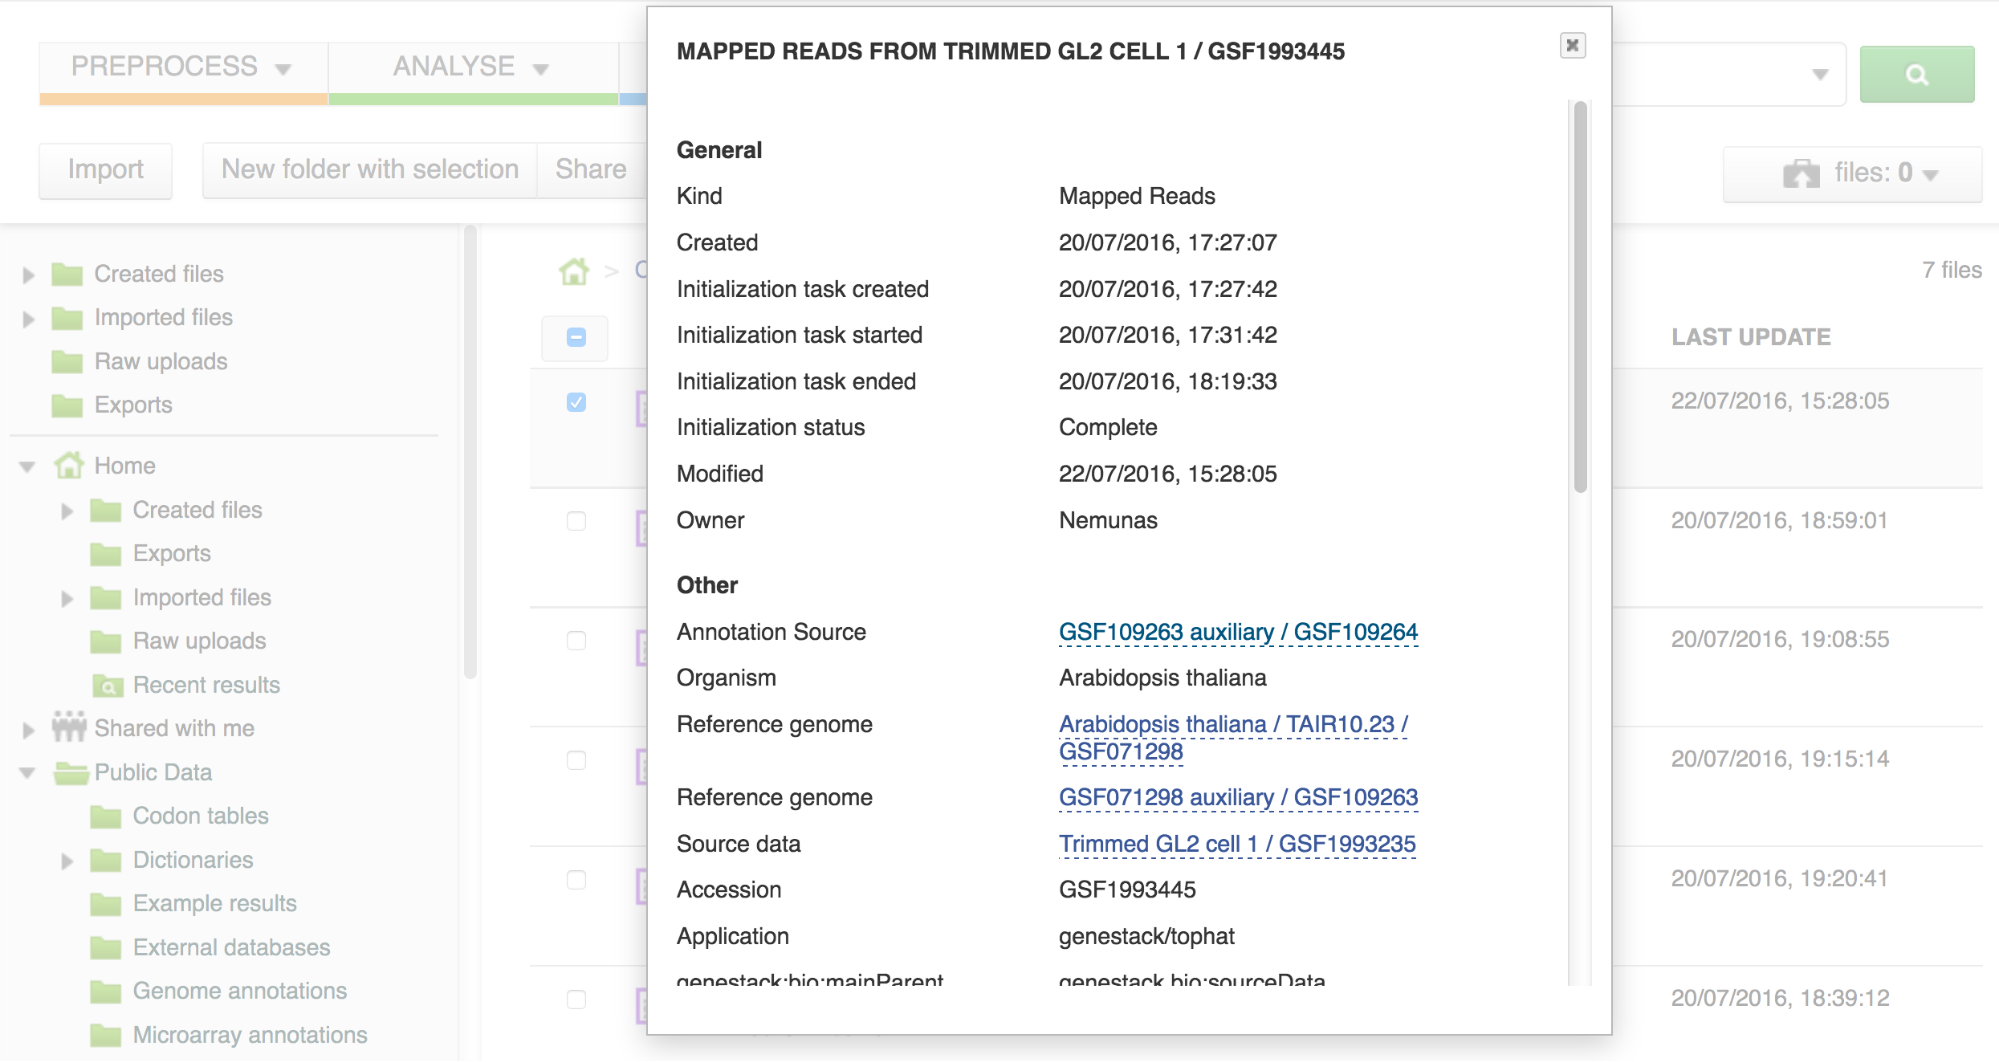 PREPROCESS
ANALYSE
Import
New folder with selection
Share
files: 0
Created files
Imported files
Raw uploads
Exports
Home
Created files
Exports
Imported files
Raw uploads
Recent results
Shared with me
Public Data
Codon tables
Dictionaries
Example results
External databases
Genome annotations
Microarray annotations
>
MAPPED READS FROM TRIMMED GL2 CELL 1 / GSF1993445
General
Kind Mapped Reads
Created 20/07/2016, 17:27:07
Initialization task created 20/07/2016, 17:27:42
Initialization task started 20/07/2016, 17:31:42
Initialization task ended 20/07/2016, 18:19:33
Initialization status Complete
Modified 22/07/2016, 15:28:05
Owner Nemunas
Other
Annotation Source GSF109263 auxiliary / GSF109264
Organism Arabidopsis thaliana
Reference genome Arabidopsis thaliana / TAIR10.23 /
GSF071298
Reference genome GSF071298 auxiliary / GSF109263
Source data Trimmed GL2 cell 1 / GSF1993235
Accession GSF1993445
Application genestack/tophat
genestack:bio:mainParent genestack.bio:sourceData
7 files
LAST UPDATE
22/07/2016, 15:28:05
20/07/2016, 18:59:01
20/07/2016, 19:08:55
20/07/2016, 19:15:14
20/07/2016, 19:20:41
20/07/2016, 18:39:12